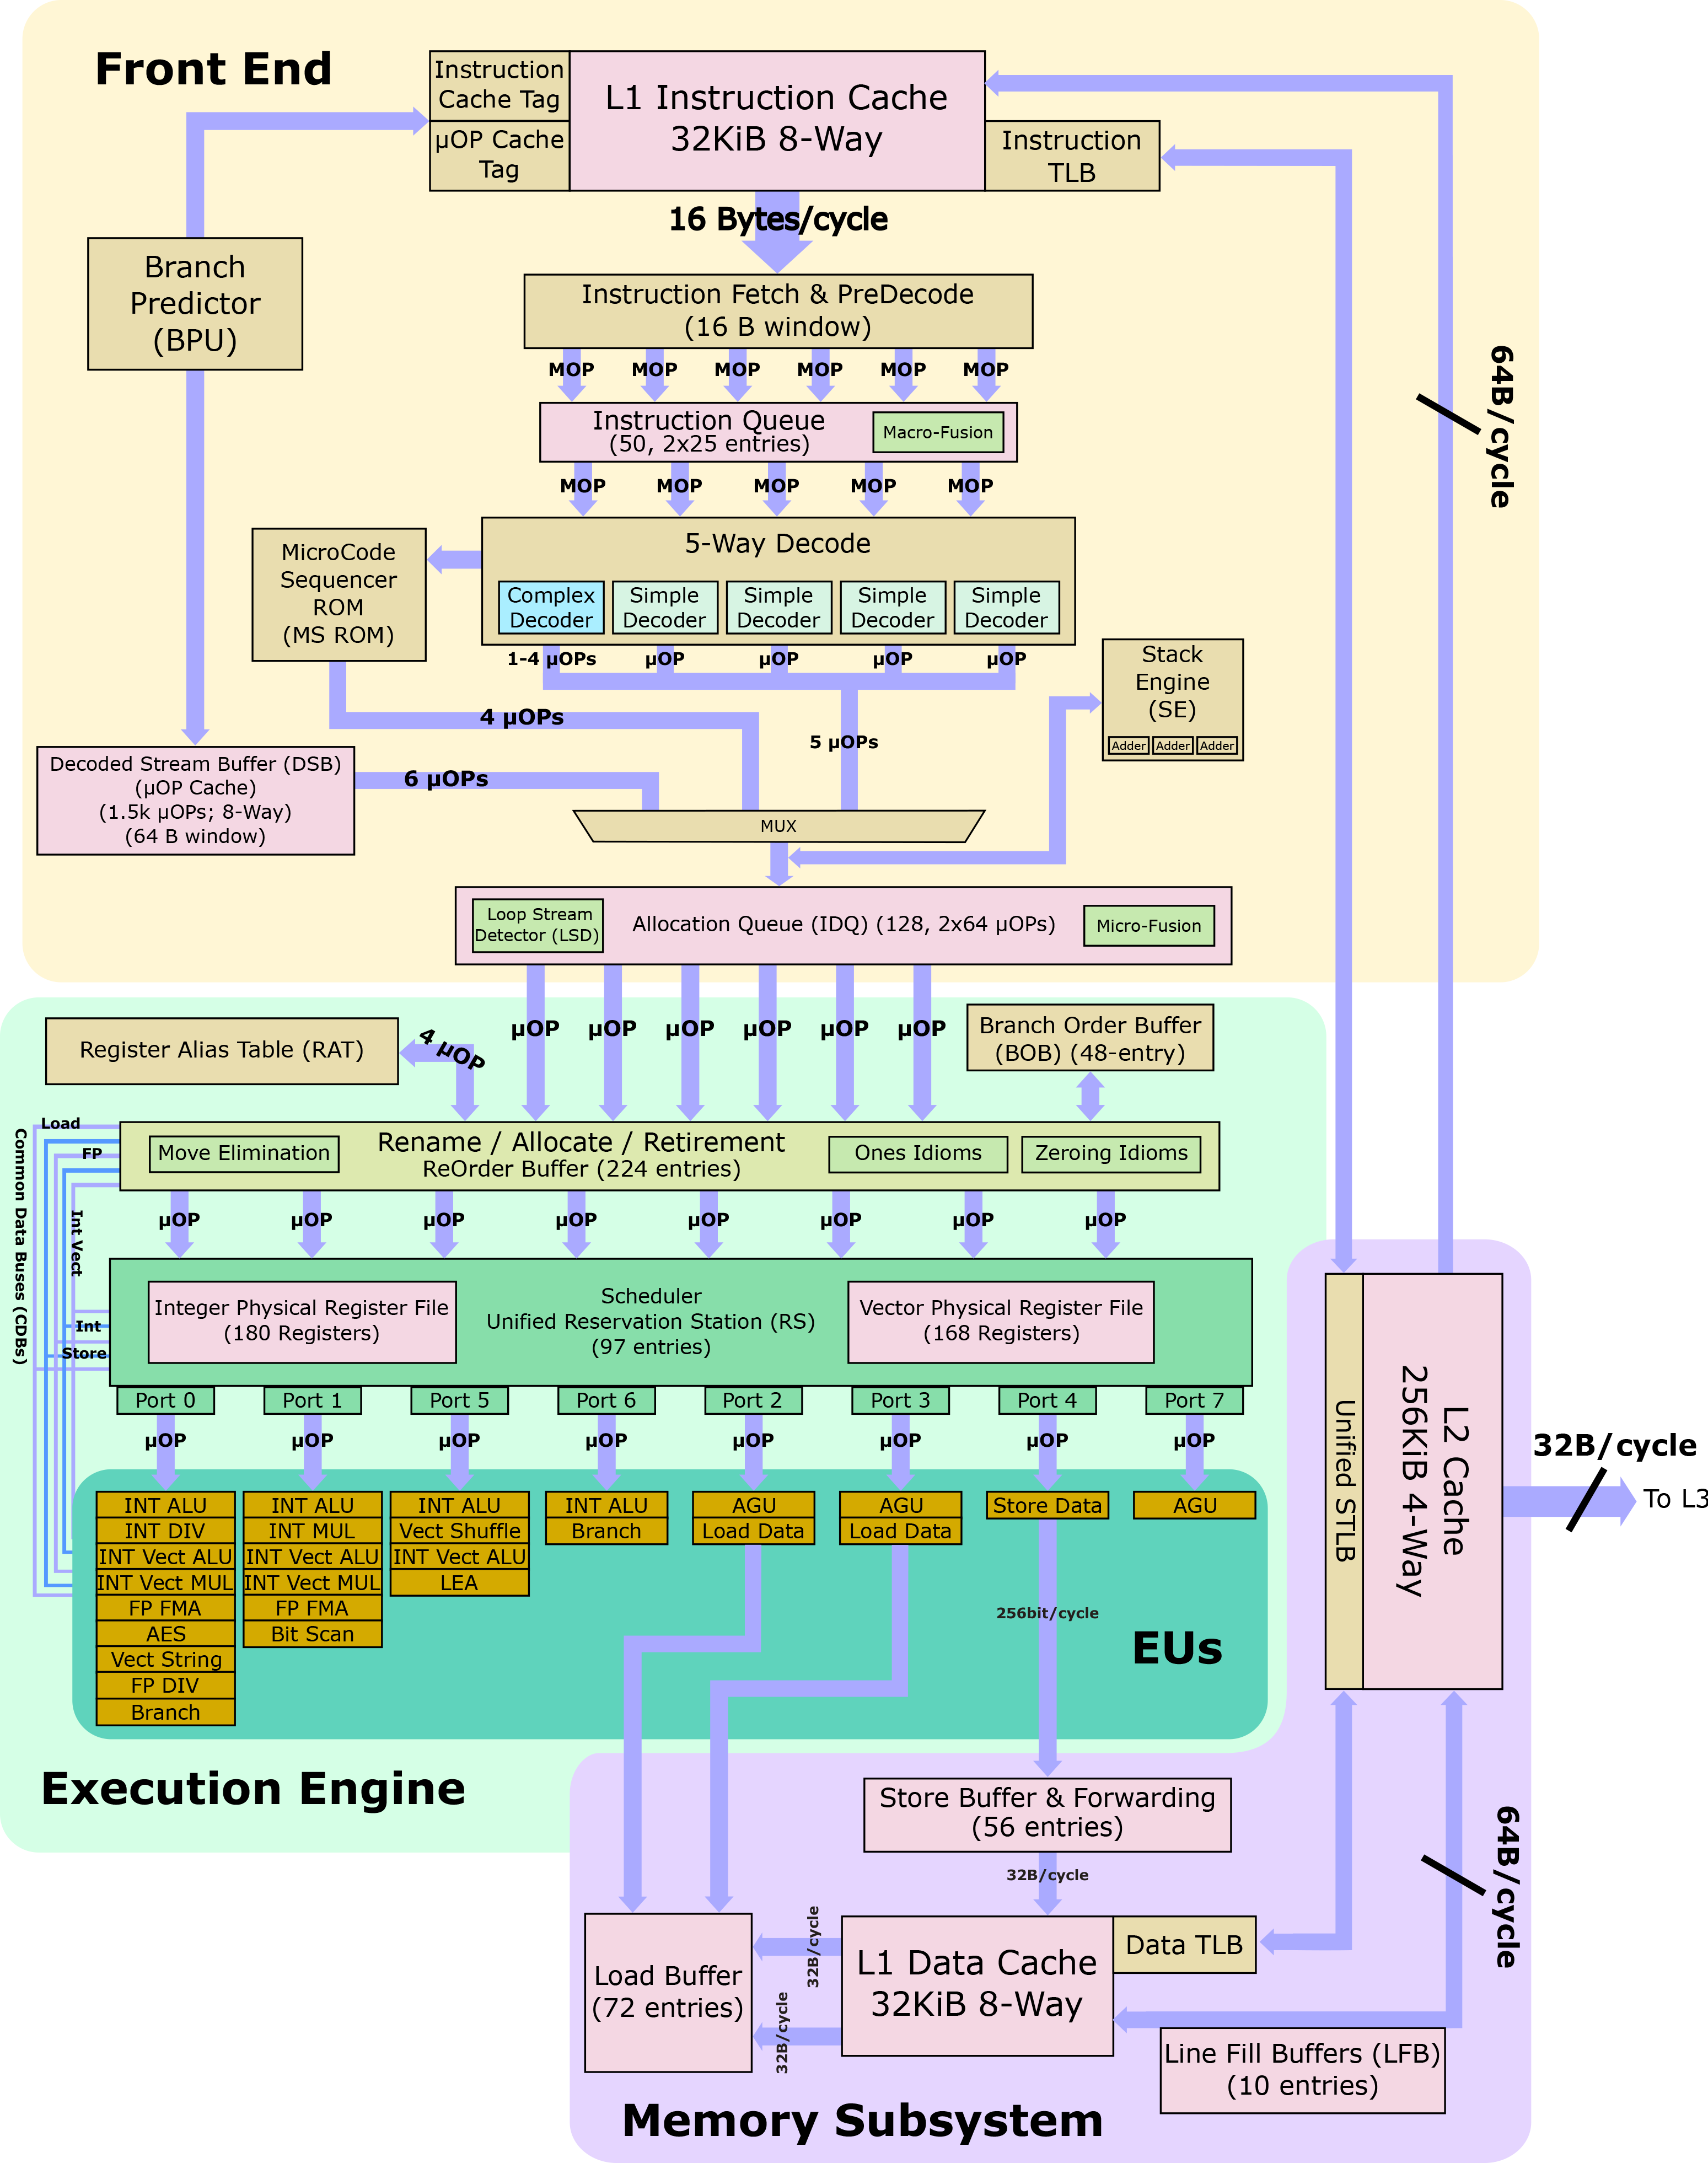 Front End
Instruction
Cache Tag
µOP Cache
Tag
L1 Instruction Cache
32KiB 8-Way
Instruction
TLB
16 Bytes/cycle
Branch
Predictor
(BPU)
Instruction Fetch & PreDecode
(16 B window)
MOP MOP MOP MOP MOP MOP
64B/cycle
Instruction Queue
(50, 2x25 entries)
Macro-Fusion
MOP MOP MOP MOP MOP
5-Way Decode
MicroCode
Sequencer
ROM
(MS ROM)
Complex
Decoder
Simple
Decoder
Simple
Decoder
Simple
Decoder
Simple
Decoder
1-4 µOPs µOP µOP µOP µOP
Stack
Engine
(SE)
Adder Adder Adder
4 µOPs
5 µOPs
Decoded Stream Buffer (DSB)
(µOP Cache)
(1.5k µOPs; 8-Way)
(64 B window)
6 µOPs
MUX
Loop Stream
Detector (LSD)
Allocation Queue (IDQ) (128, 2x64 µOPs)
Micro-Fusion
Register Alias Table (RAT)
4 µOP
µOP µOP µOP µOP µOP µOP
Branch Order Buffer
(BOB) (48-entry)
Load
FP
Common Data Buses (CDBs)
Int Vect
Int
Store
Move Elimination
Rename / Allocate / Retirement
ReOrder Buffer (224 entries)
Ones Idioms
Zeroing Idioms
µOP µOP µOP µOP µOP µOP µOP µOP
Integer Physical Register File
(180 Registers)
Scheduler
Unified Reservation Station (RS)
(97 entries)
Vector Physical Register File
(168 Registers)
Port 0 Port 1 Port 5 Port 6 Port 2 Port 3 Port 4 Port 7
µOP µOP µOP µOP µOP µOP µOP µOP
INT ALU
INT DIV
INT Vect ALU
INT Vect MUL
FP FMA
AES
Vect String
FP DIV
Branch
INT ALU
INT MUL
INT Vect ALU
INT Vect MUL
FP FMA
Bit Scan
INT ALU
Vect Shuffle
INT Vect ALU
LEA
INT ALU
Branch
AGU
Load Data
AGU
Load Data
Store Data
AGU
256bit/cycle
EUs
Execution Engine
Unified STLB
L2 Cache
256KiB 4-Way
32B/cycle
To L3
Store Buffer & Forwarding
(56 entries)
32B/cycle
64B/cycle
Load Buffer
(72 entries)
32B/cycle
32B/cycle
L1 Data Cache
32KiB 8-Way
Data TLB
Line Fill Buffers (LFB)
(10 entries)
Memory Subsystem